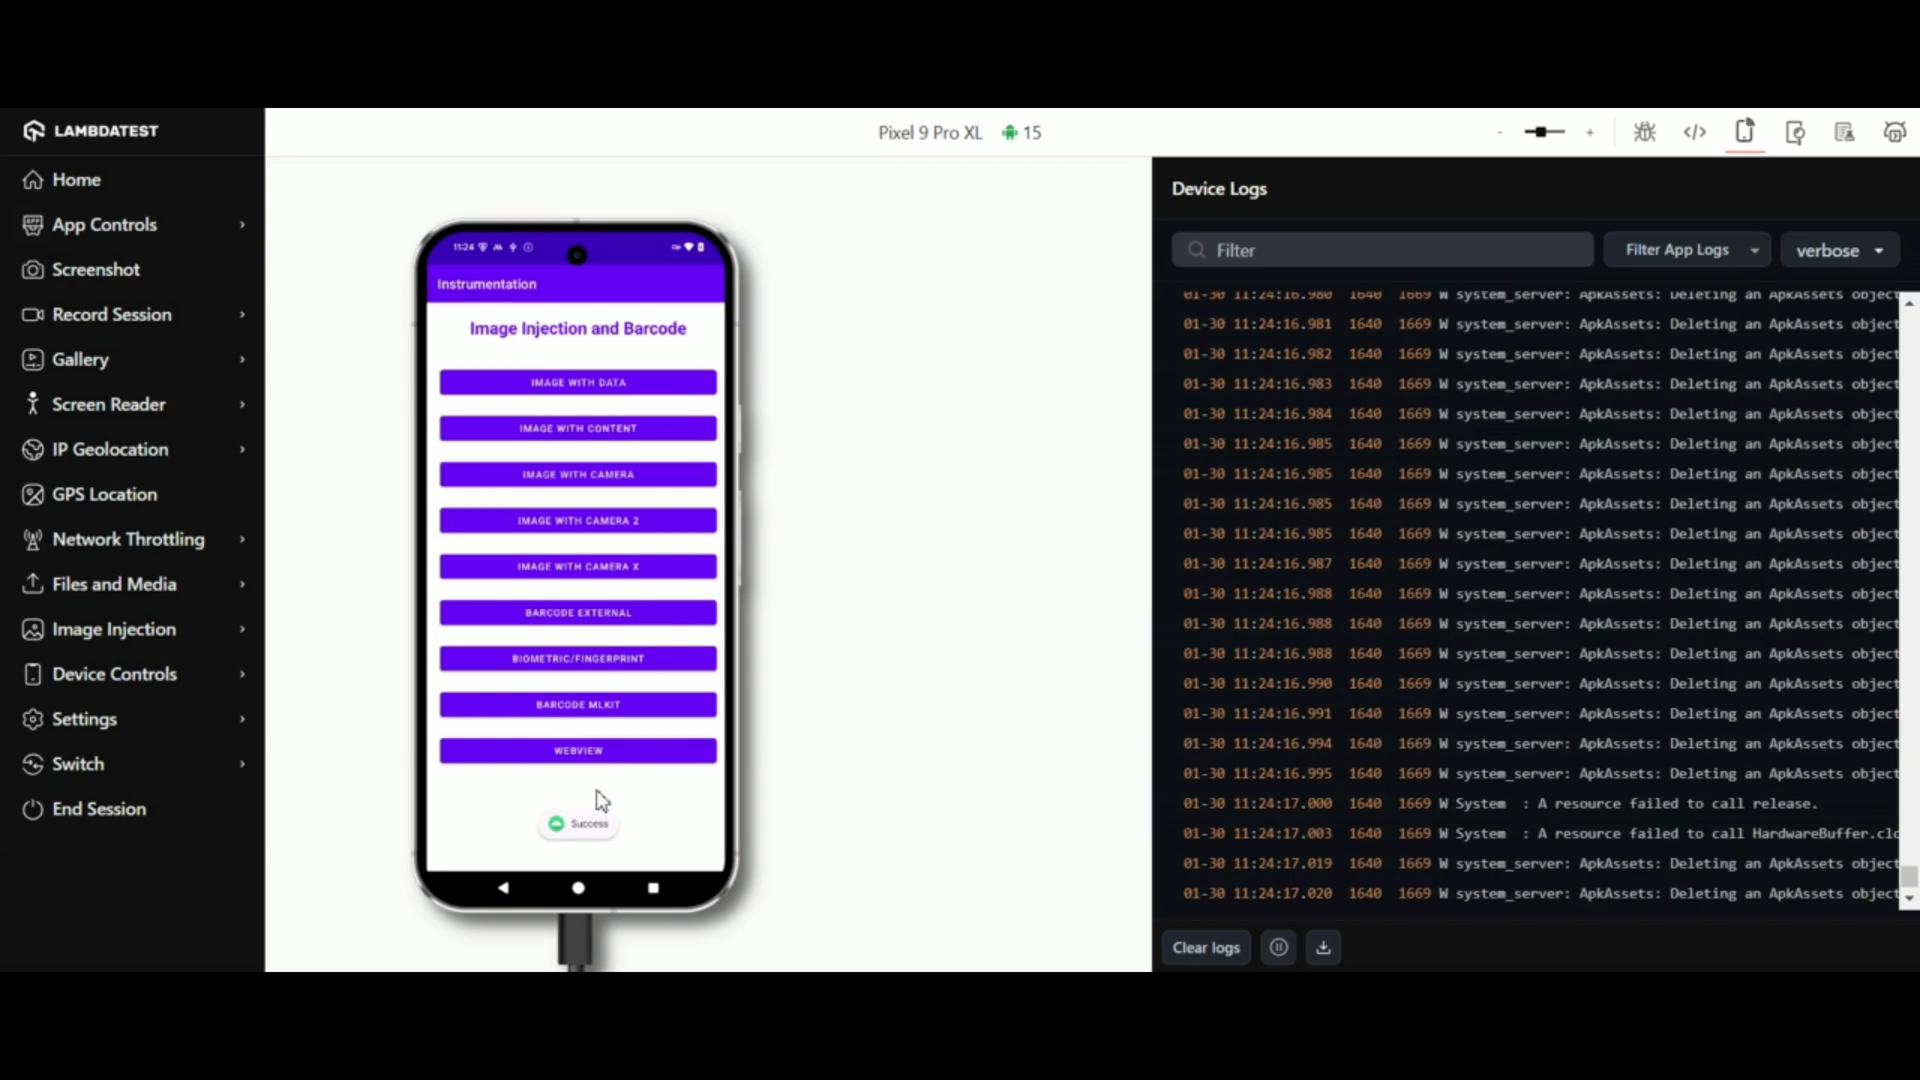 LAMBDATEST
Home
App Controls
Screenshot
Record Session
Gallery
Screen Reader
IP Geolocation
GPS Location
Network Throttling
Files and Media
Image Injection
Device Controls
Settings
Switch
End Session
Pixel 9 Pro XL 15
- +
11:24
Instrumentation
Image Injection and Barcode
IMAGE WITH DATA
IMAGE WITH CONTENT
IMAGE WITH CAMERA
IMAGE WITH CAMERA 2
IMAGE WITH CAMERA X
BARCODE EXTERNAL
BIOMETRIC/FINGERPRINT
BARCODE MLKIT
WEBVIEW
Success
Device Logs
Filter
Filter App Logs
verbose
01-30 11:24:16.980 1640 1669 W system_server: ApkAssets: Deleting an ApkAssets object
01-30 11:24:16.981 1640 1669 W system_server: ApkAssets: Deleting an ApkAssets object
01-30 11:24:16.982 1640 1669 W system_server: ApkAssets: Deleting an ApkAssets object
01-30 11:24:16.983 1640 1669 W system_server: ApkAssets: Deleting an ApkAssets object
01-30 11:24:16.984 1640 1669 W system_server: ApkAssets: Deleting an ApkAssets object
01-30 11:24:16.985 1640 1669 W system_server: ApkAssets: Deleting an ApkAssets object
01-30 11:24:16.985 1640 1669 W system_server: ApkAssets: Deleting an ApkAssets object
01-30 11:24:16.985 1640 1669 W system_server: ApkAssets: Deleting an ApkAssets object
01-30 11:24:16.985 1640 1669 W system_server: ApkAssets: Deleting an ApkAssets object
01-30 11:24:16.987 1640 1669 W system_server: ApkAssets: Deleting an ApkAssets object
01-30 11:24:16.988 1640 1669 W system_server: ApkAssets: Deleting an ApkAssets object
01-30 11:24:16.988 1640 1669 W system_server: ApkAssets: Deleting an ApkAssets object
01-30 11:24:16.988 1640 1669 W system_server: ApkAssets: Deleting an ApkAssets object
01-30 11:24:16.990 1640 1669 W system_server: ApkAssets: Deleting an ApkAssets object
01-30 11:24:16.991 1640 1669 W system_server: ApkAssets: Deleting an ApkAssets object
01-30 11:24:16.994 1640 1669 W system_server: ApkAssets: Deleting an ApkAssets object
01-30 11:24:16.995 1640 1669 W system_server: ApkAssets: Deleting an ApkAssets object
01-30 11:24:17.000 1640 1669 W System : A resource failed to call release.
01-30 11:24:17.003 1640 1669 W System : A resource failed to call HardwareBuffer.clo
01-30 11:24:17.019 1640 1669 W system_server: ApkAssets: Deleting an ApkAssets object
01-30 11:24:17.020 1640 1669 W system_server: ApkAssets: Deleting an ApkAssets object
Clear logs